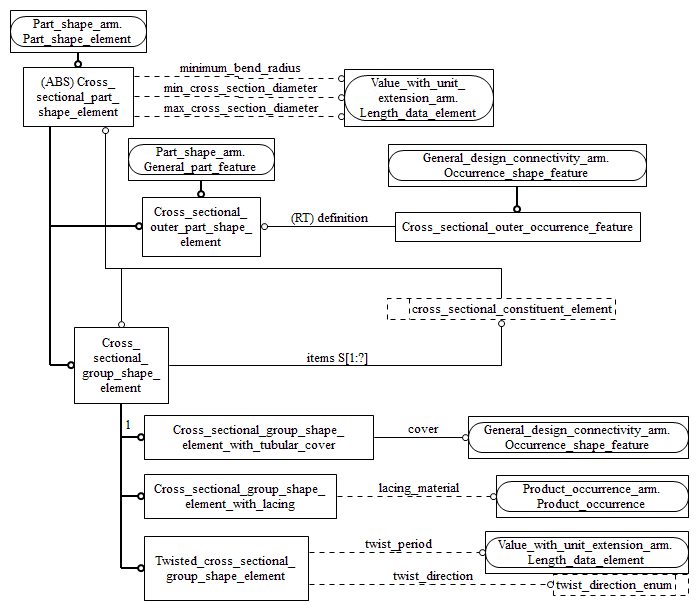 Part_shape_arm.
Part_shape_element
(ABS) Cross_
sectional_part_
shape_element
minimum_bend_radius
min_cross_section_diameter
max_cross_section_diameter
Value_with_unit_
extension_arm.
Length_data_element
Part_shape_arm.
General_part_feature
General_design_connectivity_arm.
Occurrence_shape_feature
Cross_sectional_
outer_part_shape_
element
(RT) definition
Cross_sectional_outer_occurrence_feature
cross_sectional_constituent_element
Cross_
sectional_
group_shape_
element
items S[1:?]
1
Cross_sectional_group_shape_
element_with_tubular_cover
cover
General_design_connectivity_arm.
Occurrence_shape_feature
Cross_sectional_group_shape_
element_with_lacing
lacing_material
Product_occurrence_arm.
Product_occurrence
Twisted_cross_sectional_
group_shape_element
twist_period
Value_with_unit_extension_arm.
Length_data_element
twist_direction
twist_direction_enum